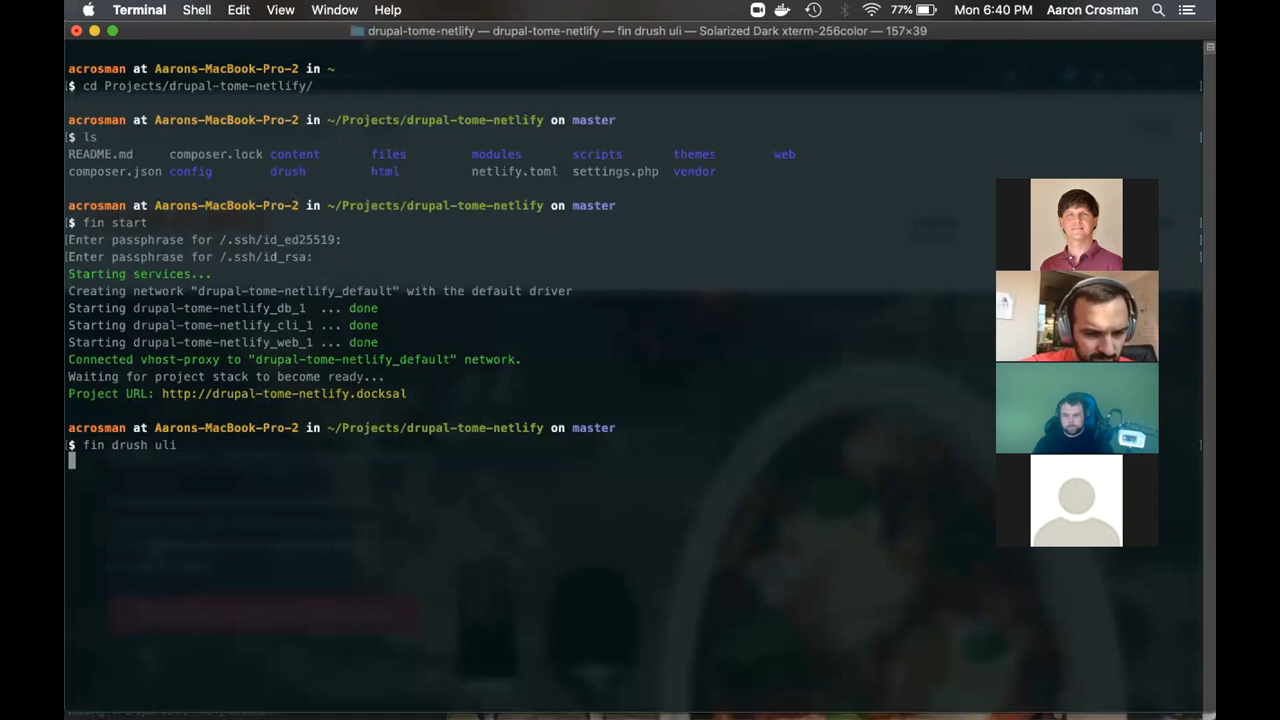 Terminal Shell Edit View Window Help 77% Mon 6:40 PM Aaron Crosman
drupal-tome-netlify — drupal-tome-netlify — fin drush uli — Solarized Dark xterm-256color — 157×39
acrosman at Aarons-MacBook-Pro-2 in ~
[$ cd Projects/drupal-tome-netlify/ ]
acrosman at Aarons-MacBook-Pro-2 in ~/Projects/drupal-tome-netlify on master
[$ ls ]
README.md composer.lock content files modules scripts themes web
composer.json config drush html netlify.toml settings.php vendor
acrosman at Aarons-MacBook-Pro-2 in ~/Projects/drupal-tome-netlify on master
[$ fin start ]
[Enter passphrase for /.ssh/id_ed25519: ]
[Enter passphrase for /.ssh/id_rsa: ]
Starting services...
Creating network "drupal-tome-netlify_default" with the default driver
Starting drupal-tome-netlify_db_1 ... done
Starting drupal-tome-netlify_cli_1 ... done
Starting drupal-tome-netlify_web_1 ... done
Connected vhost-proxy to "drupal-tome-netlify_default" network.
Waiting for project stack to become ready...
Project URL: http://drupal-tome-netlify.docksal
acrosman at Aarons-MacBook-Pro-2 in ~/Projects/drupal-tome-netlify on master
[$ fin drush uli ]